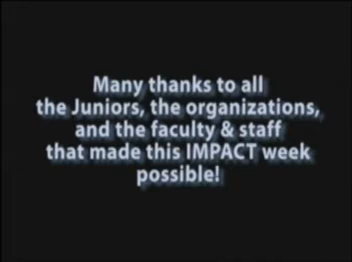 Many thanks to all
the Juniors, the organizations,
and the faculty & staff
that made this IMPACT week
possible!